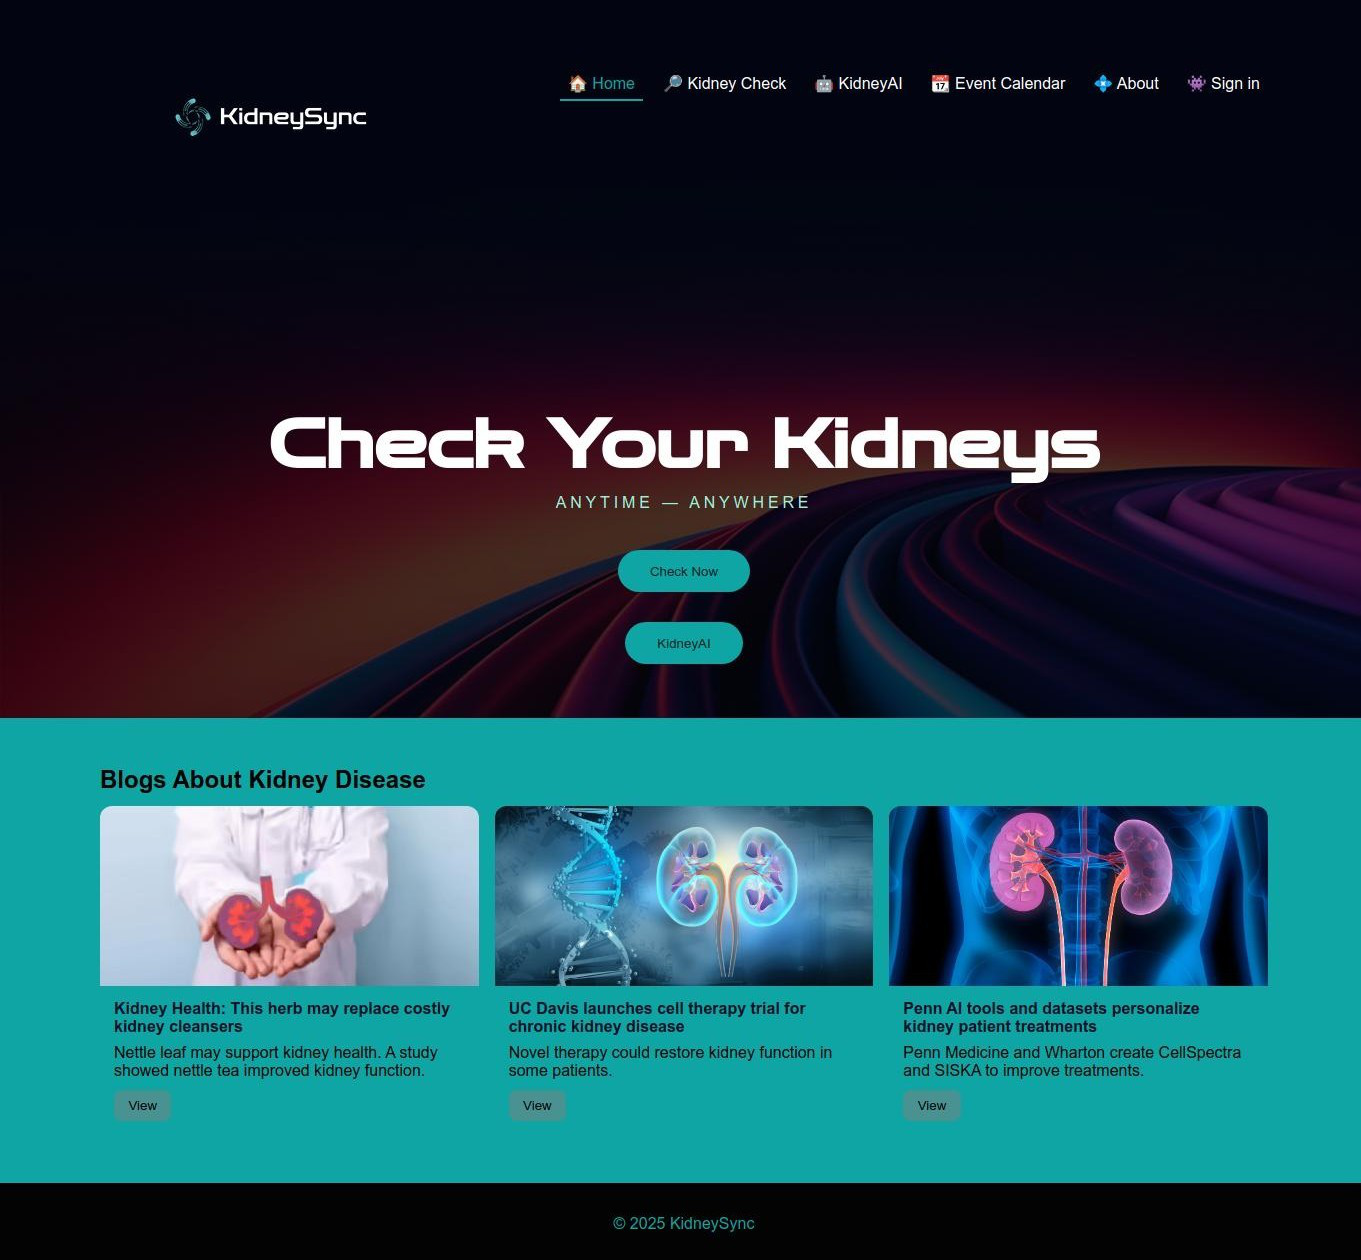 🏠 Home 🔎 Kidney Check 🤖 KidneyAI 📆 Event Calendar 💠 About 👾 Sign in
KidneySync
Check Your Kidneys
ANYTIME — ANYWHERE
Check Now
KidneyAI
Blogs About Kidney Disease
Kidney Health: This herb may replace costly
kidney cleansers
Nettle leaf may support kidney health. A study
showed nettle tea improved kidney function.
View
UC Davis launches cell therapy trial for
chronic kidney disease
Novel therapy could restore kidney function in
some patients.
View
Penn AI tools and datasets personalize
kidney patient treatments
Penn Medicine and Wharton create CellSpectra
and SISKA to improve treatments.
View
© 2025 KidneySync